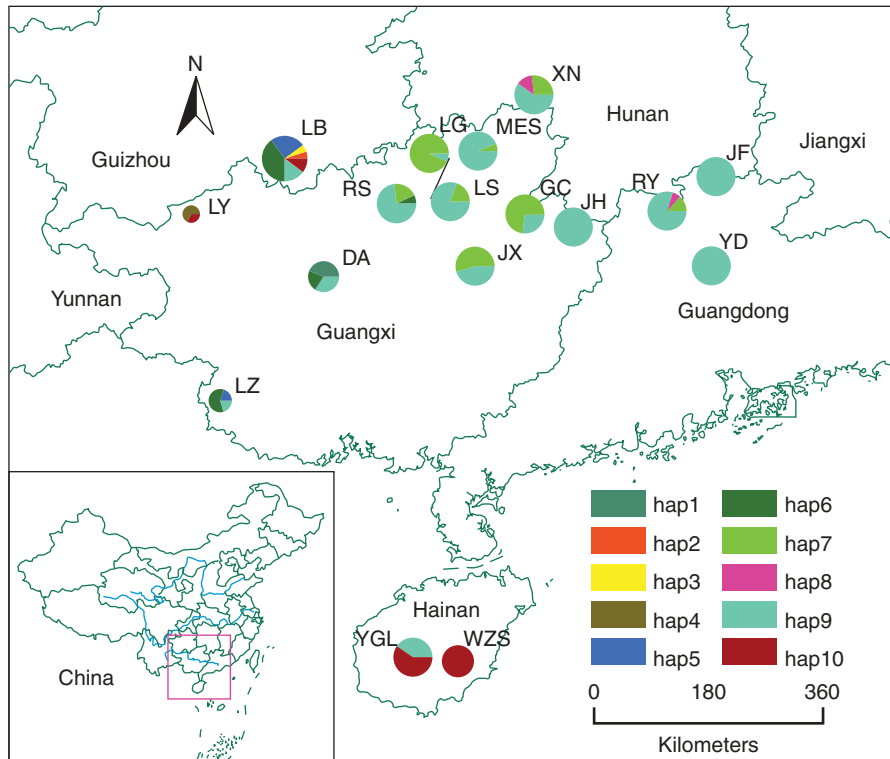 N
XN
Hunan
LG
MES
LB
Jiangxi
Guizhou
JF
RS
LS
GC
RY
LY
JH
DA
JX
YD
Yunnan
Guangxi
Guangdong
LZ
hap1
hap6
hap2
hap7
hap3
hap8
hap4
hap9
hap5
hap10
Hainan
YGL
WZS
China
0 180 360
Kilometers